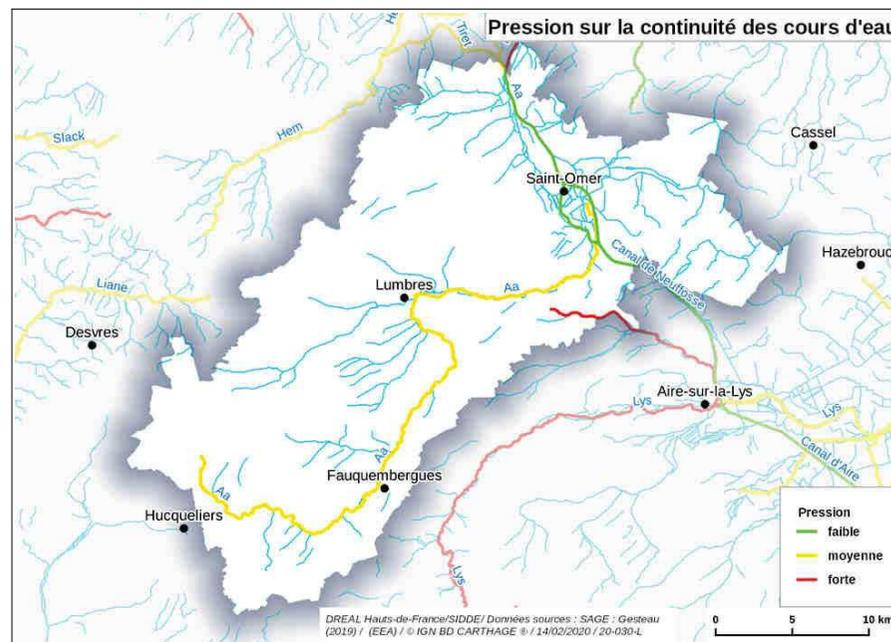 Pression sur la continuité des cours d'eau
Tiret
Aa
Slack
Hem
Cassel
Saint-Omer
Canal de Neuffossé
Hazebrouc
Liane
Lumbres
Aa
Desvres
Aire-sur-la-Lys
Lys
Lys
Aa
Canal d'Aire
Fauquembergues
Aa
Hucqueliers
Lys
Pression
faible
moyenne
forte
DREAL Hauts-de-France/SIDDE/ Données sources : SAGE : Gesteau
(2019) / (EEA) / © IGN BD CARTHAGE ® / 14/02/2020 / 20-030-L
0 5 10 km